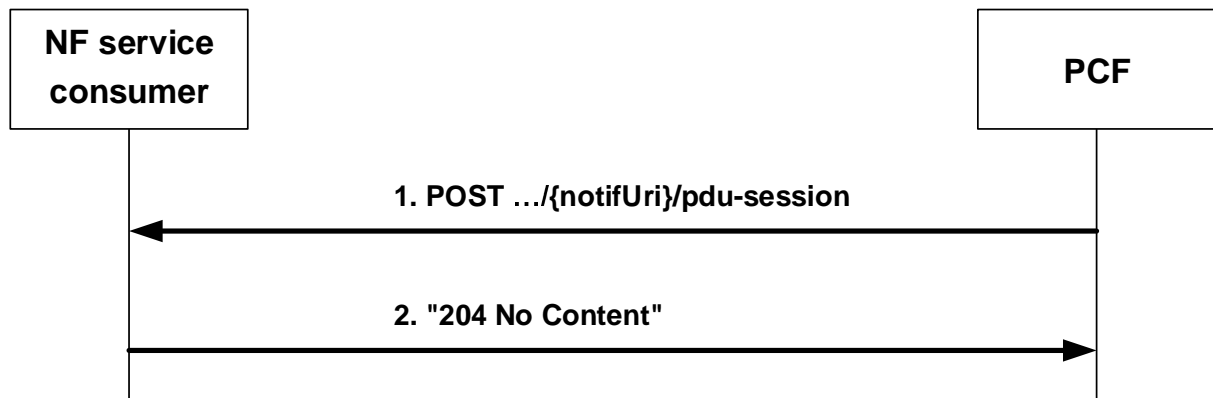 NF service
consumer
PCF
1. POST …/{notifUri}/pdu-session
2. "204 No Content"